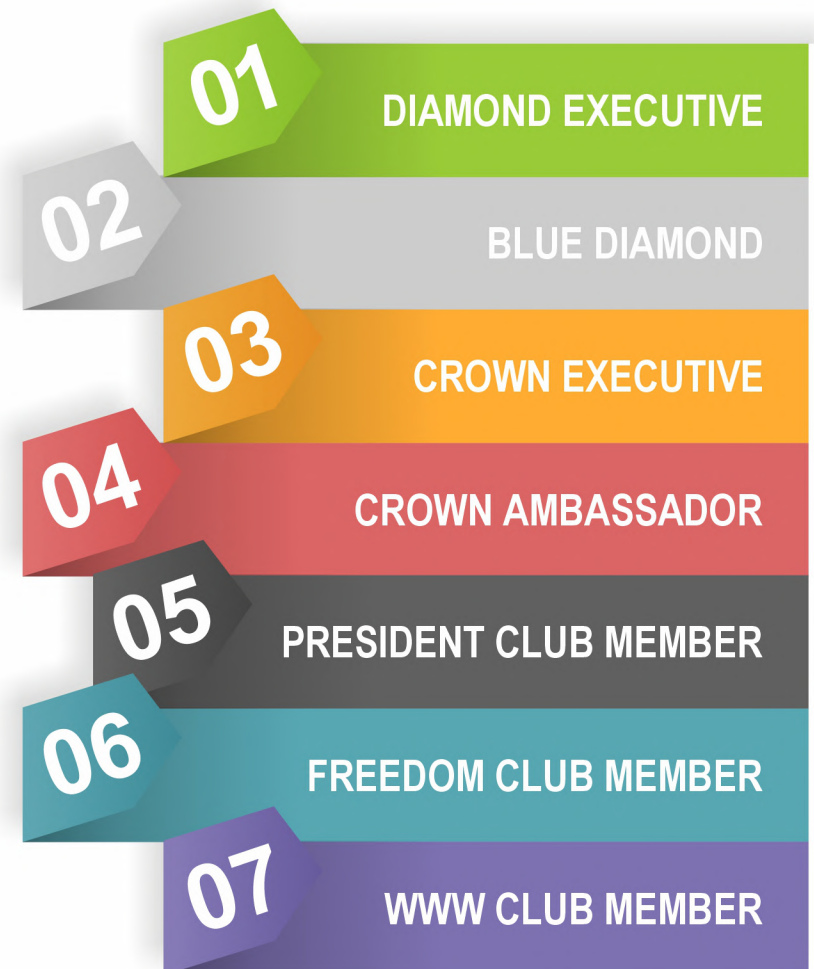 01
DIAMOND EXECUTIVE
02
BLUE DIAMOND
03
CROWN EXECUTIVE
04
CROWN AMBASSADOR
05
PRESIDENT CLUB MEMBER
06
FREEDOM CLUB MEMBER
07
WWW CLUB MEMBER